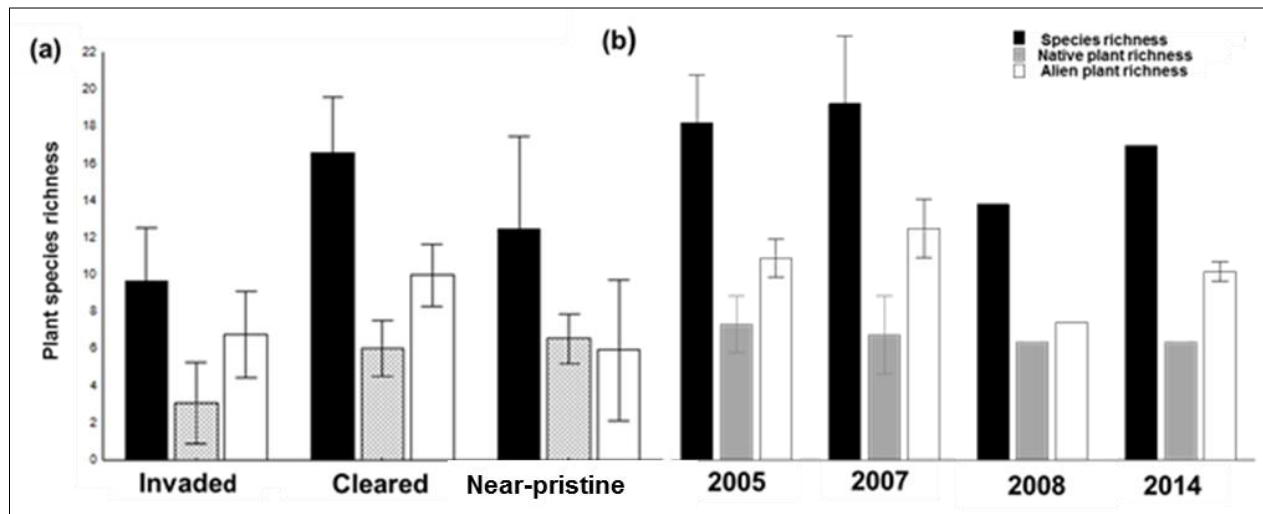 (a)
(b)
Species richness
Native plant richness
Alien plant richness
Plant species richness
22
20
18
16
14
12
10
8
6
4
2
0
Invaded
Cleared
Near-pristine
2005
2007
2008
2014